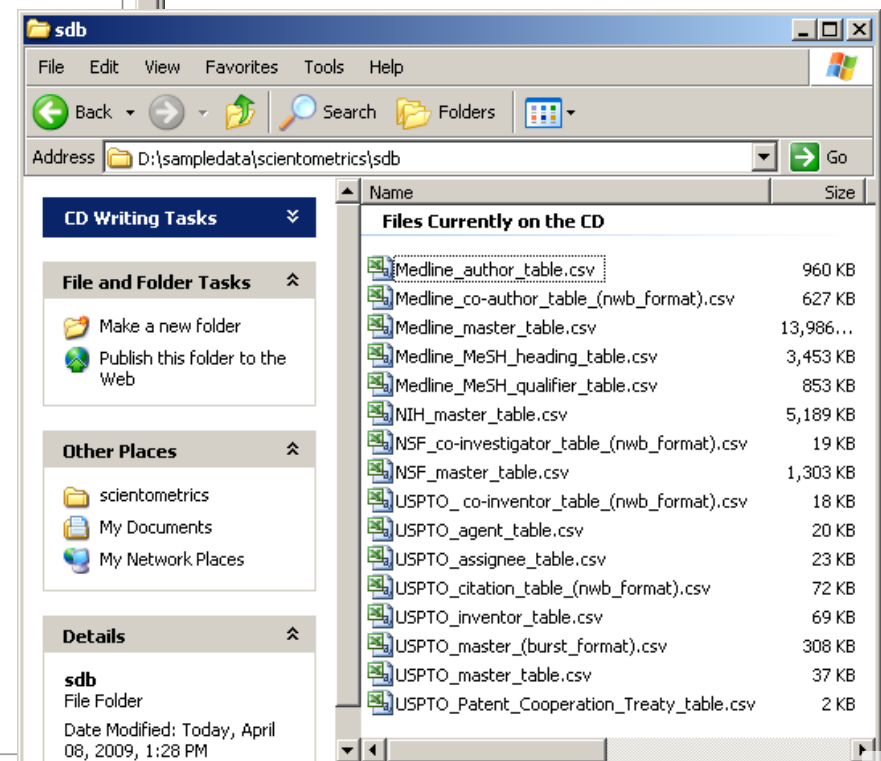 sdb
File Edit View Favorites Tools Help
Back Search Folders
Address D:\sampledata\scientometrics\sdb Go
CD Writing Tasks
File and Folder Tasks
Make a new folder
Publish this folder to the
Web
Other Places
scientometrics
My Documents
My Network Places
Details
sdb
File Folder
Date Modified: Today, April
08, 2009, 1:28 PM
Name Size
Files Currently on the CD
Medline_author_table.csv 960 KB
Medline_co-author_table_(nwb_format).csv 627 KB
Medline_master_table.csv 13,986...
Medline_MeSH_heading_table.csv 3,453 KB
Medline_MeSH_qualifier_table.csv 853 KB
NIH_master_table.csv 5,189 KB
NSF_co-investigator_table_(nwb_format).csv 19 KB
NSF_master_table.csv 1,303 KB
USPTO_ co-inventor_table_(nwb_format).csv 18 KB
USPTO_agent_table.csv 20 KB
USPTO_assignee_table.csv 23 KB
USPTO_citation_table_(nwb_format).csv 72 KB
USPTO_inventor_table.csv 69 KB
USPTO_master_(burst_format).csv 308 KB
USPTO_master_table.csv 37 KB
USPTO_Patent_Cooperation_Treaty_table.csv 2 KB